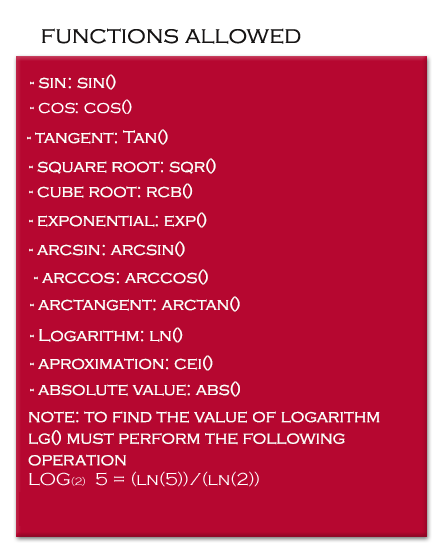 FUNCTIONS ALLOWED
- SIN: SIN()
- COS: COS()
- TANGENT: TAN()
- SQUARE ROOT: SQR()
- CUBE ROOT: RCB()
- EXPONENTIAL: EXP()
- ARCSIN: ARCSIN()
- ARCCOS: ARCCOS()
- ARCTANGENT: ARCTAN()
- LOGARITHM: LN()
- APROXIMATION: CEI()
- ABSOLUTE VALUE: ABS()
NOTE: TO FIND THE VALUE OF LOGARITHM
LG() MUST PERFORM THE FOLLOWING
OPERATION
LOG(2) 5 = (LN(5))/(LN(2))